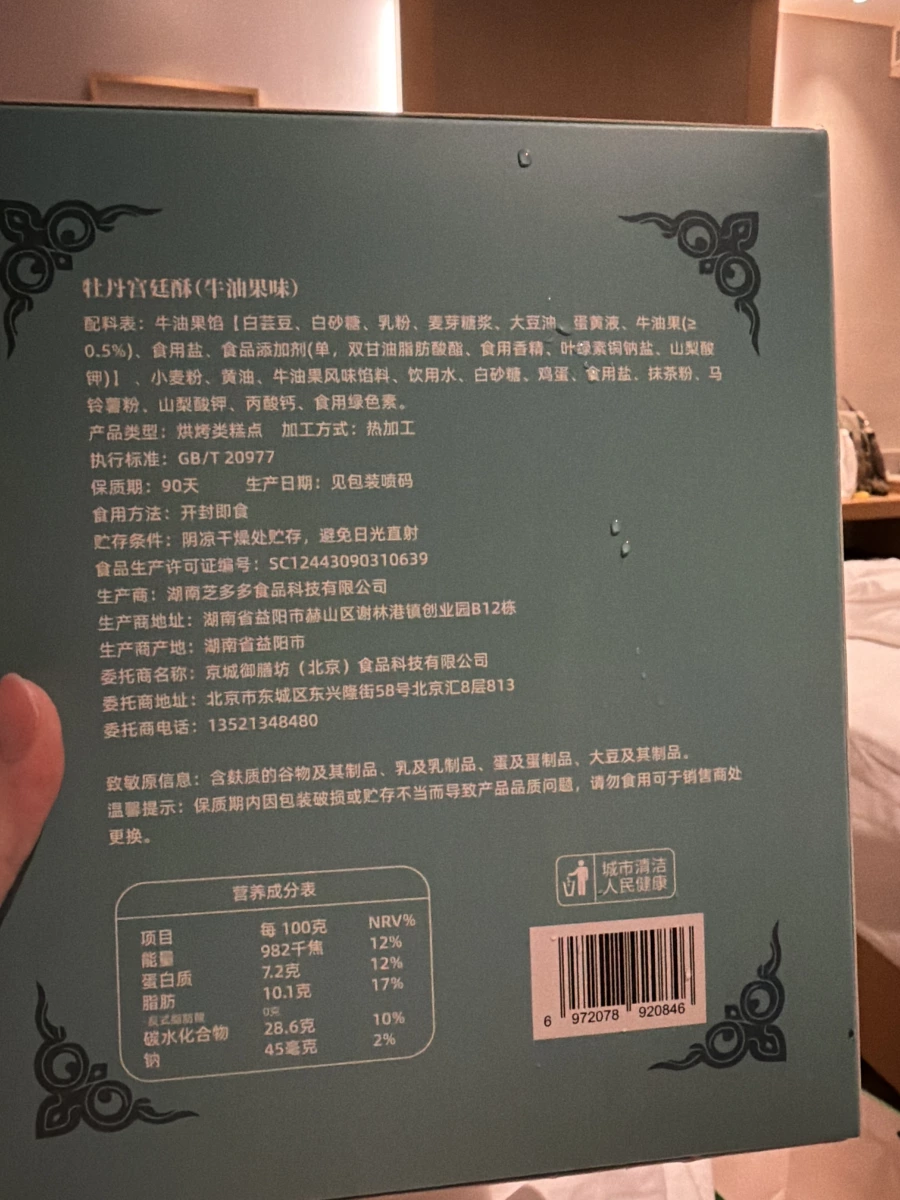 牡丹宫廷酥(牛油果味)
配料表：牛油果馅【白芸豆、白砂糖、乳粉、麦芽糖浆、大豆油、蛋黄液、牛油果(≥
0.5%)、食用盐、食品添加剂(单，双甘油脂肪酸酯、食用香精、叶绿素铜钠盐、山梨酸
钾)】、小麦粉、黄油、牛油果风味馅料、饮用水、白砂糖、鸡蛋、食用盐、抹茶粉、马
铃薯粉、山梨酸钾、丙酸钙、食用绿色素。
产品类型：烘烤类糕点 加工方式：热加工
执行标准：GB/T 20977
保质期：90天 生产日期：见包装喷码
食用方法：开封即食
贮存条件：阴凉干燥处贮存，避免日光直射
食品生产许可证编号：SC12443090310639
生产商：湖南芝多多食品科技有限公司
生产商地址：湖南省益阳市赫山区谢林港镇创业园B12栋
生产商产地：湖南省益阳市
委托商名称：京城御膳坊（北京）食品科技有限公司
委托商地址：北京市东城区东兴隆街58号北京汇8层813
委托商电话：13521348480
致敏原信息：含麸质的谷物及其制品、乳及乳制品、蛋及蛋制品、大豆及其制品。
温馨提示：保质期内因包装破损或贮存不当而导致产品品质问题，请勿食用可于销售商处
更换。
营养成分表
项目 每 100克 NRV%
能量 982千焦 12%
蛋白质 7.2克 12%
脂肪 10.1克 17%
-反式脂肪酸 0克
碳水化合物 28.6克 10%
钠 45毫克 2%
城市清洁
人民健康
6 972078 920846